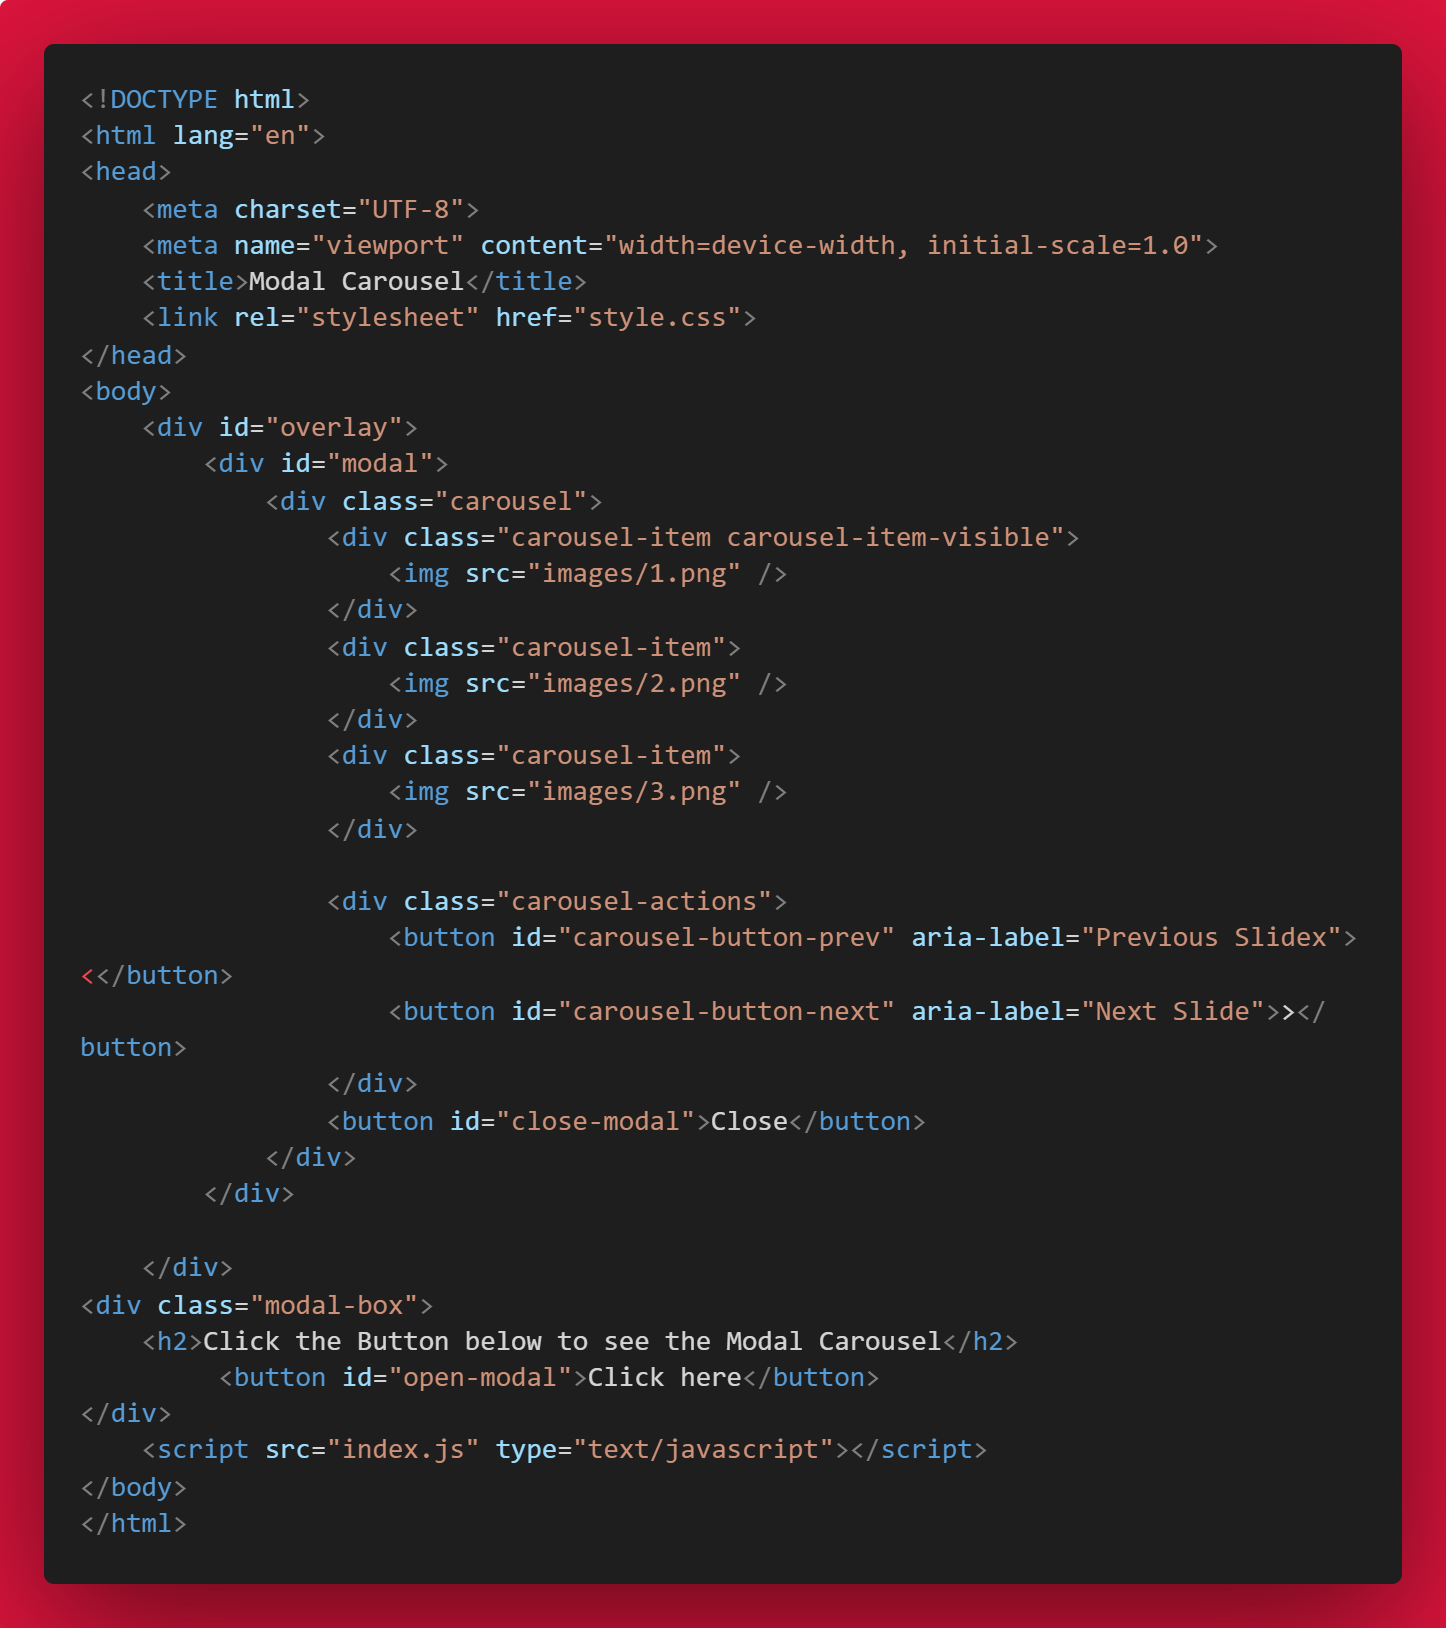 <!DOCTYPE html>
<html lang="en">
<head>
    <meta charset="UTF-8">
    <meta name="viewport" content="width=device-width, initial-scale=1.0">
    <title>Modal Carousel</title>
    <link rel="stylesheet" href="style.css">
</head>
<body>
    <div id="overlay">
        <div id="modal">
            <div class="carousel">
                <div class="carousel-item carousel-item-visible">
                    <img src="images/1.png" />
                </div>
                <div class="carousel-item">
                    <img src="images/2.png" />
                </div>
                <div class="carousel-item">
                    <img src="images/3.png" />
                </div>

                <div class="carousel-actions">
                    <button id="carousel-button-prev" aria-label="Previous Slidex">
<</button>
                    <button id="carousel-button-next" aria-label="Next Slide">></
button>
                </div>
                <button id="close-modal">Close</button>
            </div>
        </div>

    </div>
<div class="modal-box">
    <h2>Click the Button below to see the Modal Carousel</h2>
         <button id="open-modal">Click here</button>
</div>
    <script src="index.js" type="text/javascript"></script>
</body>
</html>